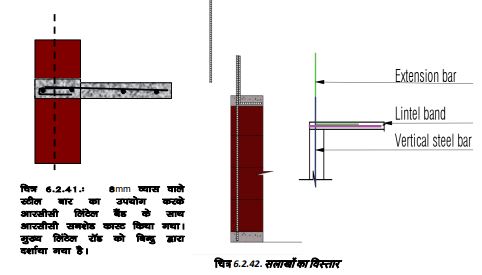 Extension bar
Lintel band
Vertical steel bar
चित्र 6.2.41.: 8mm व्यास वाले
स्टील बार का उपयोग करके
आरसीसी लिंटेल बैंड के साथ
आरसीसी सनशेड कास्ट किया गया।
मुख्य लिंटेल रॉड को बिन्दु द्वारा
दर्शाया गया है।
चित्र 6.2.42. सलाखों का विस्तार